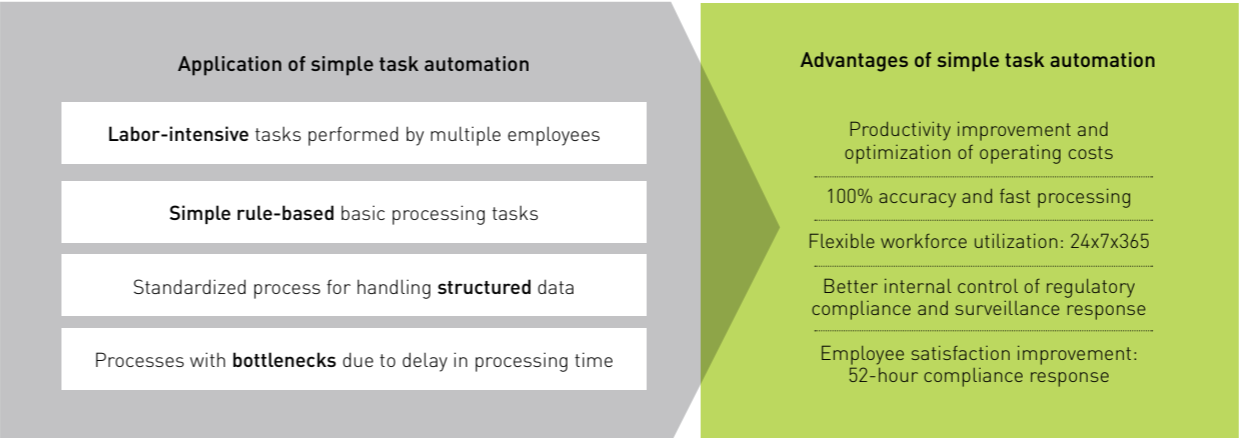 Application of simple task automation
Labor-intensive tasks performed by multiple employees
Simple rule-based basic processing tasks
Standardized process for handling structured data
Processes with bottlenecks due to delay in processing time
Advantages of simple task automation
Productivity improvement and
optimization of operating costs
100% accuracy and fast processing
Flexible workforce utilization: 24x7x365
Better internal control of regulatory
compliance and surveillance response
Employee satisfaction improvement:
52-hour compliance response